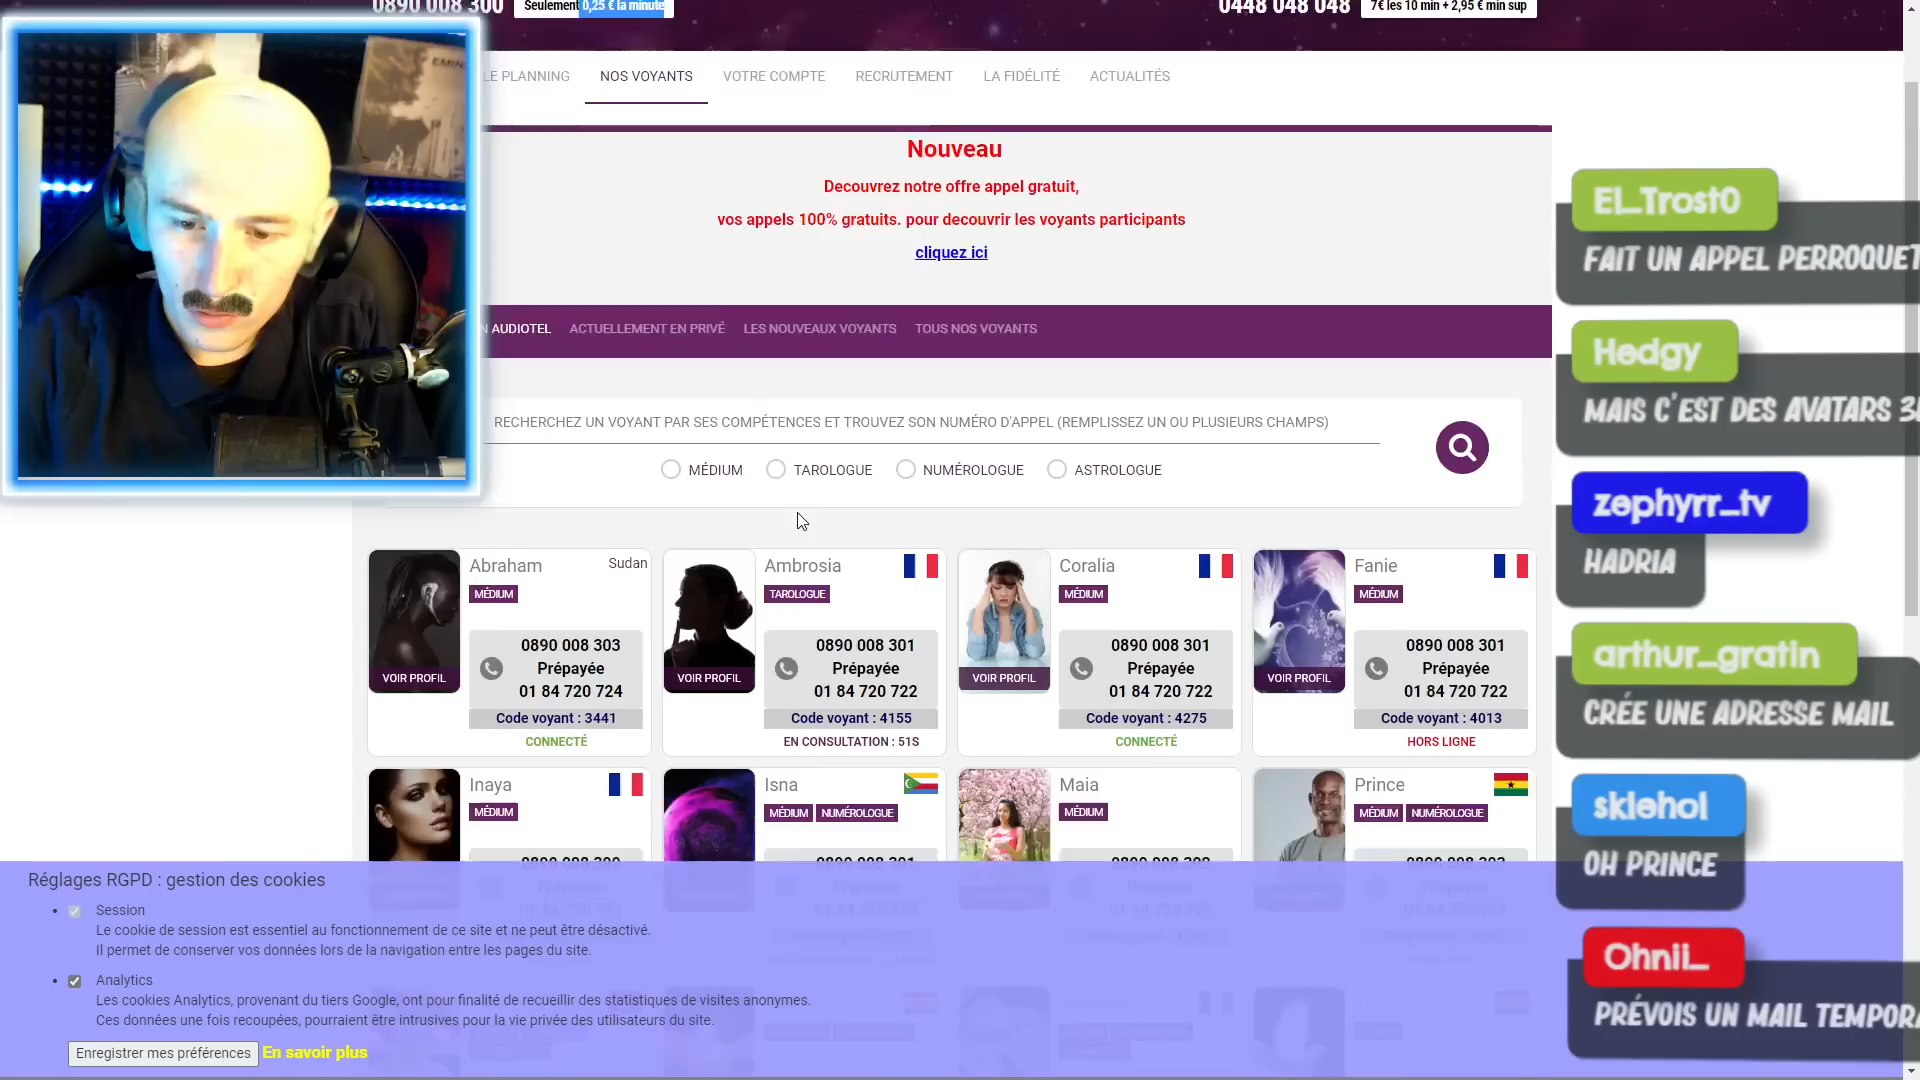 0890 008 300
Seulement 0,25 € la minute
0448 048 048
7€ les 10 min + 2,95 € min sup
LE PLANNING
NOS VOYANTS
VOTRE COMPTE
RECRUTEMENT
LA FIDÉLITÉ
ACTUALITÉS
Nouveau
Decouvrez notre offre appel gratuit,
vos appels 100% gratuits. pour decouvrir les voyants participants
cliquez ici
AUDIOTEL
ACTUELLEMENT EN PRIVÉ
LES NOUVEAUX VOYANTS
TOUS NOS VOYANTS
RECHERCHEZ UN VOYANT PAR SES COMPÉTENCES ET TROUVEZ SON NUMÉRO D'APPEL (REMPLISSEZ UN OU PLUSIEURS CHAMPS)
MÉDIUM
TAROLOGUE
NUMÉROLOGUE
ASTROLOGUE
Abraham
Sudan
MÉDIUM
0890 008 303
Prépayée
01 84 720 724
VOIR PROFIL
Code voyant : 3441
CONNECTÉ
Ambrosia
TAROLOGUE
0890 008 301
Prépayée
01 84 720 722
VOIR PROFIL
Code voyant : 4155
EN CONSULTATION : 51S
Coralia
MÉDIUM
0890 008 301
Prépayée
01 84 720 722
VOIR PROFIL
Code voyant : 4275
CONNECTÉ
Fanie
MÉDIUM
0890 008 301
Prépayée
01 84 720 722
VOIR PROFIL
Code voyant : 4013
HORS LIGNE
Inaya
MÉDIUM
Isna
MÉDIUM
NUMÉROLOGUE
Maia
MÉDIUM
Prince
MÉDIUM
NUMÉROLOGUE
Réglages RGPD : gestion des cookies
Session
Le cookie de session est essentiel au fonctionnement de ce site et ne peut être désactivé.
Il permet de conserver vos données lors de la navigation entre les pages du site.
Analytics
Les cookies Analytics, provenant du tiers Google, ont pour finalité de recueillir des statistiques de visites anonymes.
Ces données une fois recoupées, pourraient être intrusives pour la vie privée des utilisateurs du site.
Enregistrer mes préférences
En savoir plus
EL_Trost0
FAIT UN APPEL PERROQUET
Hedgy
MAIS C'EST DES AVATARS
zephyrr_tv
HADRIA
arthur_gratin
CRÉE UNE ADRESSE MAIL
sklehol
OH PRINCE
Ohnii_
PRÉVOIS UN MAIL